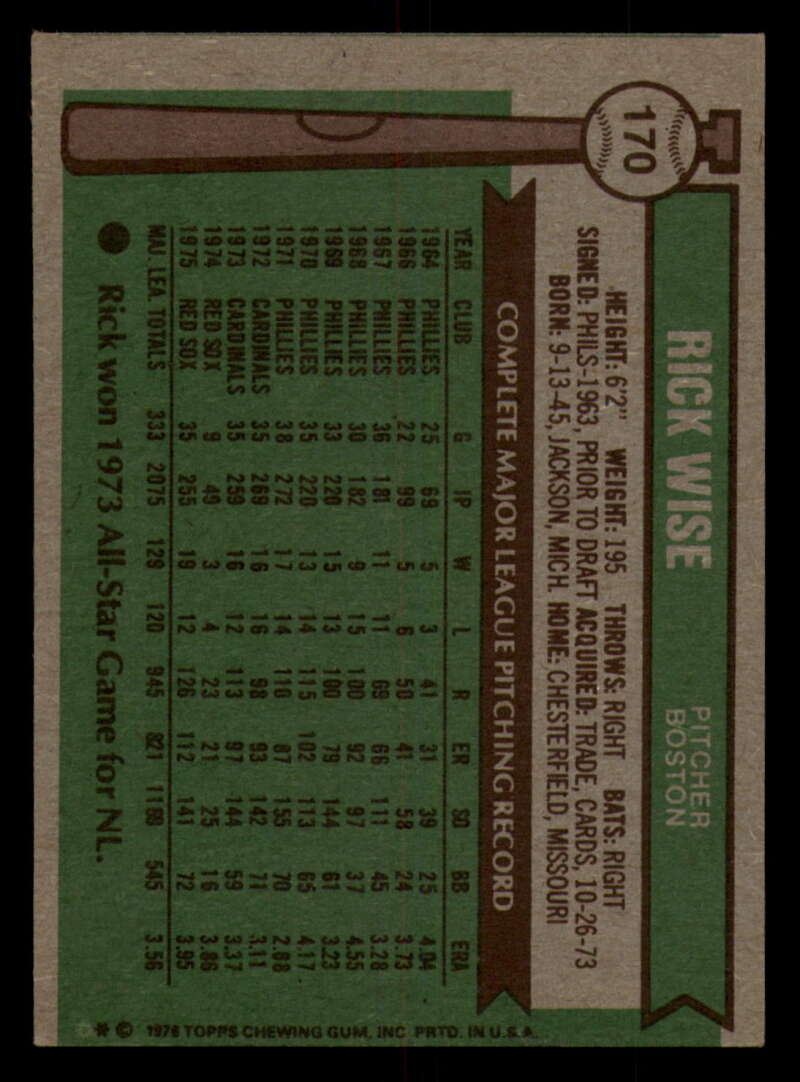 170
RICK WISE
PITCHER
BOSTON
HEIGHT: 6'2" WEIGHT: 195 THROWS: RIGHT BATS: RIGHT
SIGNED: PHILS-1963, PRIOR TO DRAFT ACQUIRED: TRADE, CARDS, 10-26-73
BORN: 9-13-45, JACKSON, MICH. HOME: CHESTERFIELD, MISSOURI
COMPLETE MAJOR LEAGUE PITCHING RECORD
YEAR CLUB G IP W L R ER SO BB ERA
1964 PHILLIES 25 69 5 3 41 31 39 25 4.04
1966 PHILLIES 22 99 5 6 50 41 58 24 3.73
1967 PHILLIES 36 181 11 11 69 66 111 45 3.28
1968 PHILLIES 30 182 9 15 100 92 97 37 4.55
1969 PHILLIES 33 220 15 13 100 79 144 61 3.23
1970 PHILLIES 35 220 13 14 115 102 113 65 4.17
1971 PHILLIES 38 272 17 14 110 87 155 70 2.88
1972 CARDINALS 35 269 16 16 98 93 142 71 3.11
1973 CARDINALS 35 259 16 12 113 97 144 59 3.37
1974 RED SOX 9 49 3 4 23 21 25 16 3.86
1975 RED SOX 35 255 19 12 126 112 141 72 3.95
MAJ. LEA. TOTALS 333 2075 129 120 945 821 1168 545 3.56
Rick won 1973 All-Star Game for NL.
* © 1976 TOPPS CHEWING GUM, INC PRTD. IN U.S.A.